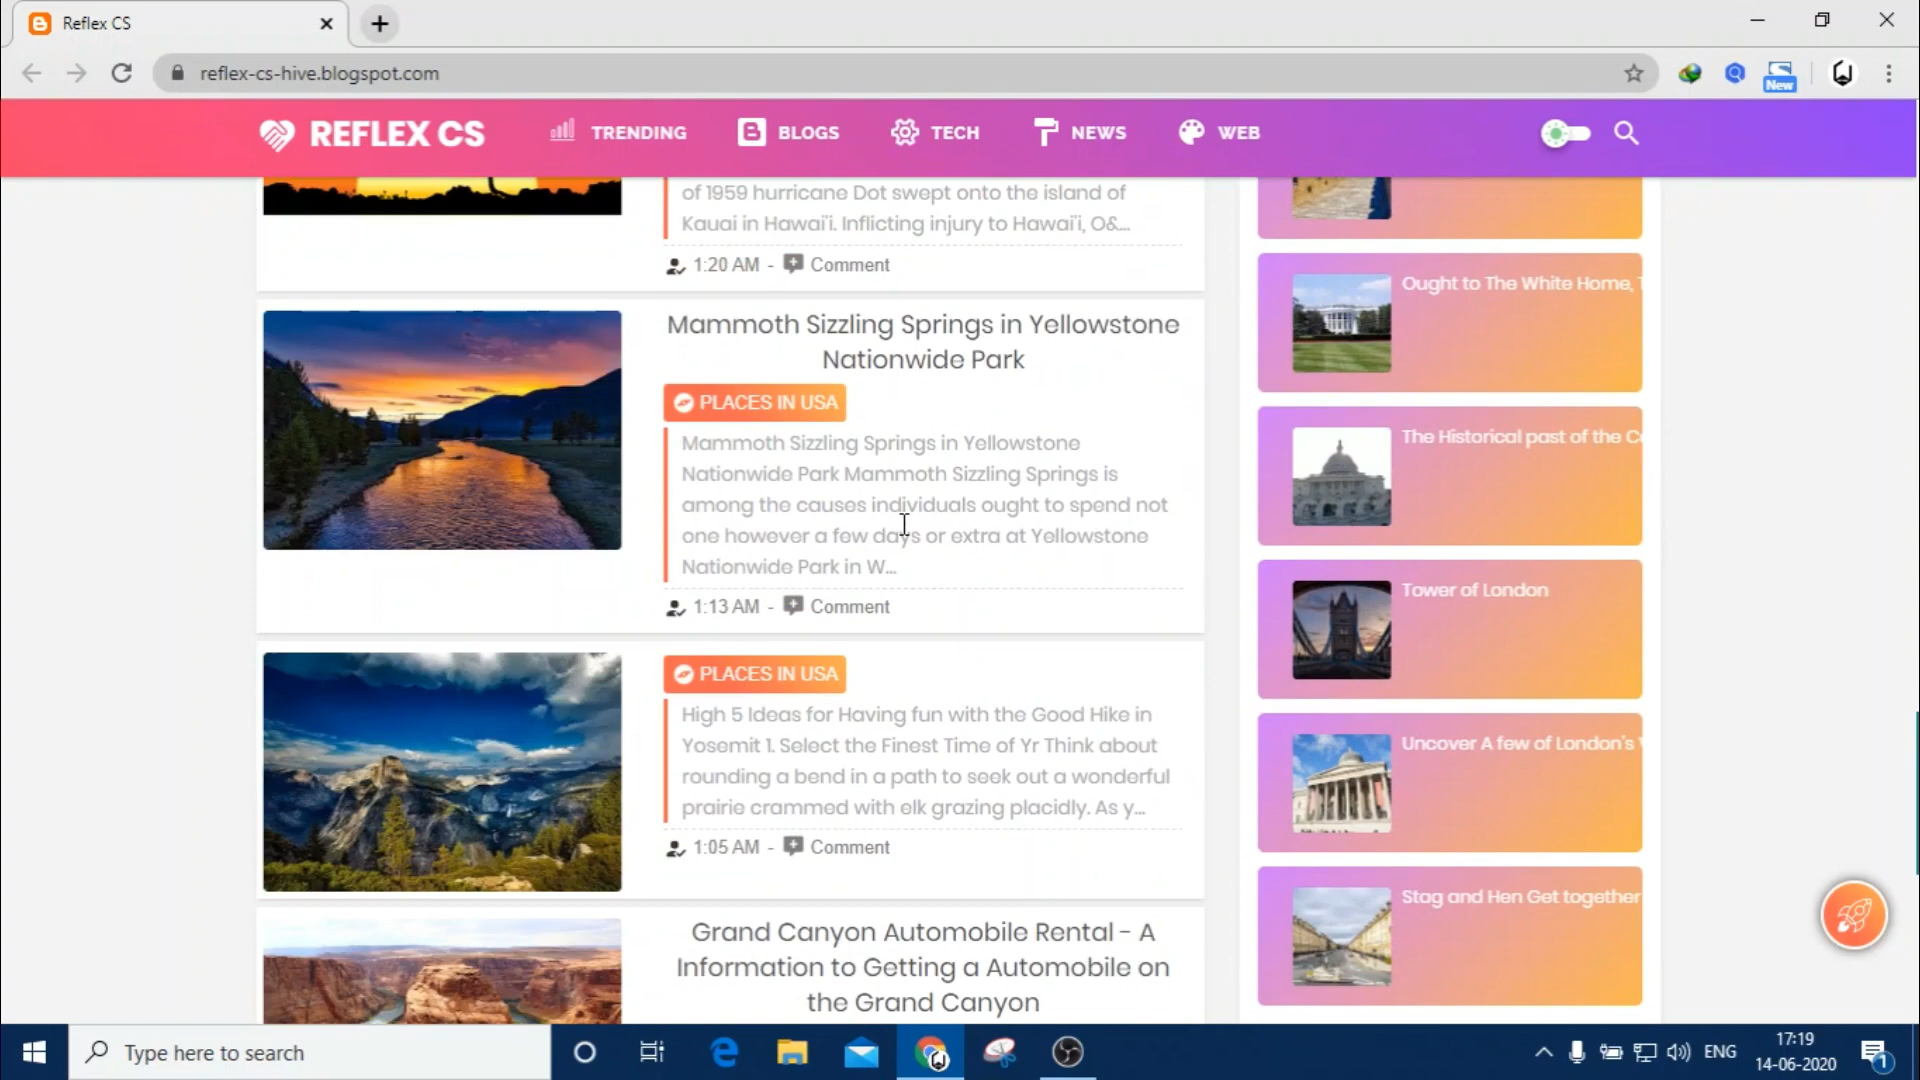 Reflex CS
reflex-cs-hive.blogspot.com
New
REFLEX CS
TRENDING
BLOGS
TECH
NEWS
WEB
of 1959 hurricane Dot swept onto the island of
Kauai in Hawai'i. Inflicting injury to Hawai'i, O&...
1:20 AM - Comment
Mammoth Sizzling Springs in Yellowstone
Nationwide Park
PLACES IN USA
Mammoth Sizzling Springs in Yellowstone
Nationwide Park Mammoth Sizzling Springs is
among the causes individuals ought to spend not
one however a few days or extra at Yellowstone
Nationwide Park in W...
1:13 AM - Comment
PLACES IN USA
High 5 Ideas for Having fun with the Good Hike in
Yosemit 1. Select the Finest Time of Yr Think about
rounding a bend in a path to seek out a wonderful
prairie crammed with elk grazing placidly. As y...
1:05 AM - Comment
Grand Canyon Automobile Rental - A
Information to Getting a Automobile on
the Grand Canyon
Ought to The White Home,
The Historical past of the
Tower of London
Uncover A few of London's
Stag and Hen Get together
Type here to search
ENG
17:19
14-06-2020
1